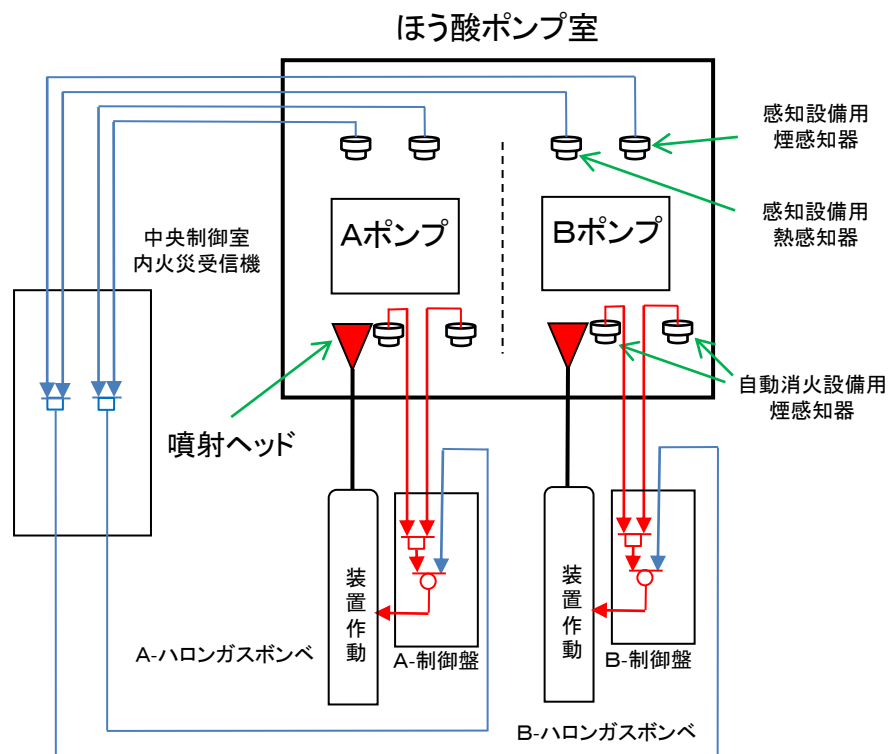 ほう酸ポンプ室
感知設備用
煙感知器
感知設備用
熱感知器
中央制御室
内火災受信機
Aポンプ
Bポンプ
自動消火設備用
煙感知器
噴射ヘッド
装置作動
装置作動
A-ハロンガスボンベ
A-制御盤
B-制御盤
B-ハロンガスボンベ